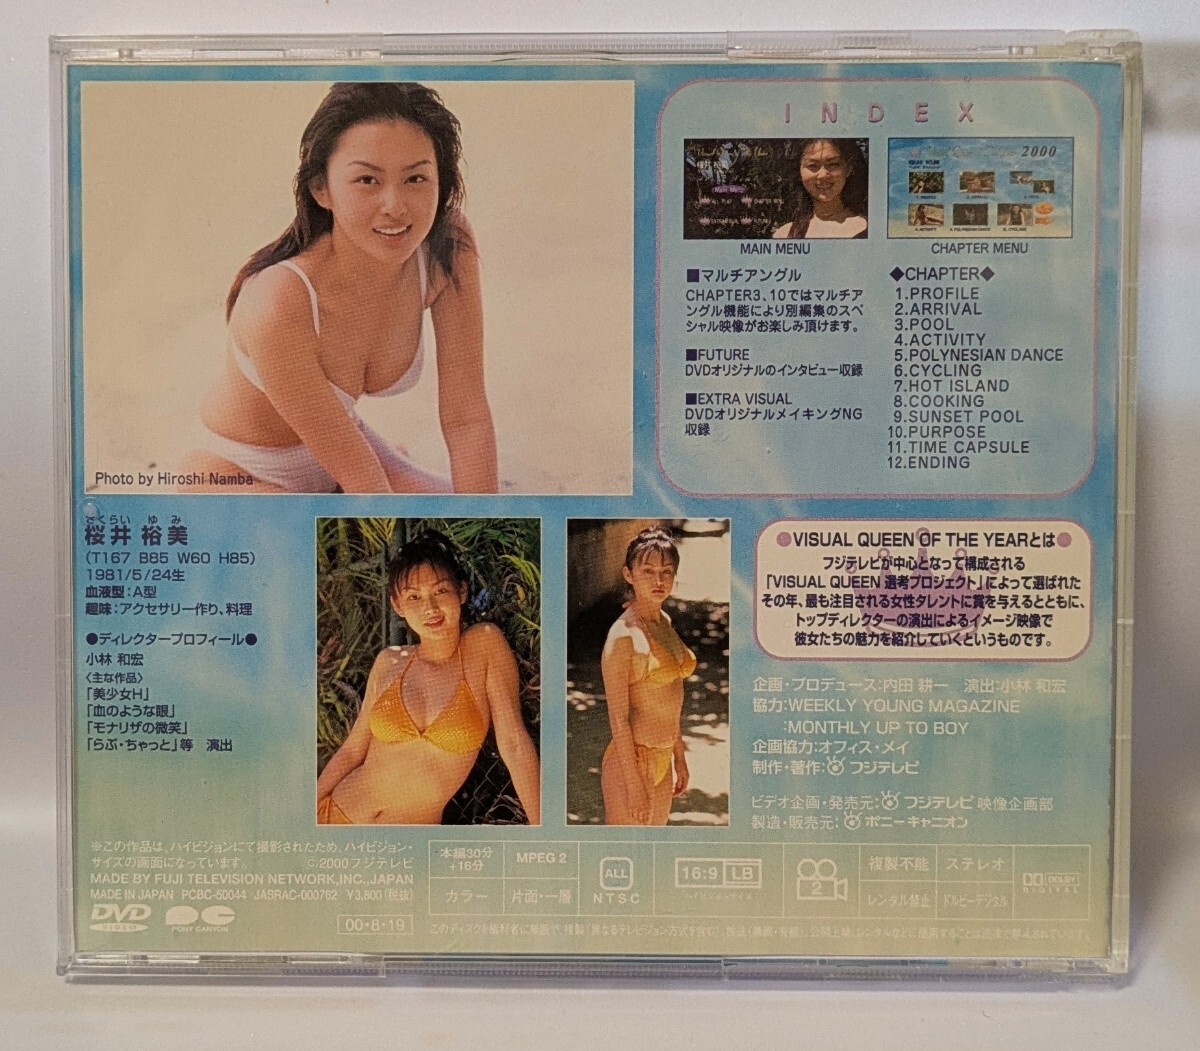 Photo by Hiroshi Namba
INDEX
桜井 裕美
Main Menu
2000
MAIN MENU
CHAPTER MENU
■マルチアングル
CHAPTER3、10ではマルチア
ングル機能により別編集のスペ
シャル映像がお楽しみ頂けます。
■FUTURE
DVDオリジナルのインタビュー収録
■EXTRA VISUAL
DVDオリジナルメイキングNG
収録
◆CHAPTER◆
1.PROFILE
2.ARRIVAL
3.POOL
4.ACTIVITY
5.POLYNESIAN DANCE
6.CYCLING
7.HOT ISLAND
8.COOKING
9.SUNSET POOL
10.PURPOSE
11.TIME CAPSULE
12.ENDING
さくらい ゆみ
桜井 裕美
(T167 B85 W60 H85)
1981/5/24生
血液型:A型
趣味:アクセサリー作り、料理
●ディレクタープロフィール●
小林 和宏
〈主な作品〉
「美少女H」
「血のような眼」
「モナリザの微笑」
「らぶ・ちゃっと」等 演出
●VISUAL QUEEN OF THE YEARとは●
フジテレビが中心となって構成される
「VISUAL QUEEN 選考プロジェクト」によって選ばれた
その年、最も注目される女性タレントに賞を与えるとともに、
トップディレクターの演出によるイメージ映像で
彼女たちの魅力を紹介していくというものです。
企画・プロデュース:内田 耕一 演出:小林 和宏
協力:WEEKLY YOUNG MAGAZINE
:MONTHLY UP TO BOY
企画協力:オフィス・メイ
制作・著作:フジテレビ
ビデオ企画・発売元:フジテレビ映像企画部
製造・販売元:ポニーキャニオン
※この作品は、ハイビジョンにて撮影されたため、ハイビジョン・
サイズの画面になっています。 ©2000フジテレビ
MADE BY FUJI TELEVISION NETWORK,INC.,JAPAN
MADE IN JAPAN PCBC-50044 JASRAC-000762 ¥3,800(税抜)
DVD VIDEO
PONY CANYON
00・8・19
本編30分
+16分
MPEG 2
カラー
片面・一層
ALL
NTSC
16:9 LB
2
複製不能
ステレオ
レンタル禁止
ドルビーデジタル
DOLBY
DIGITAL